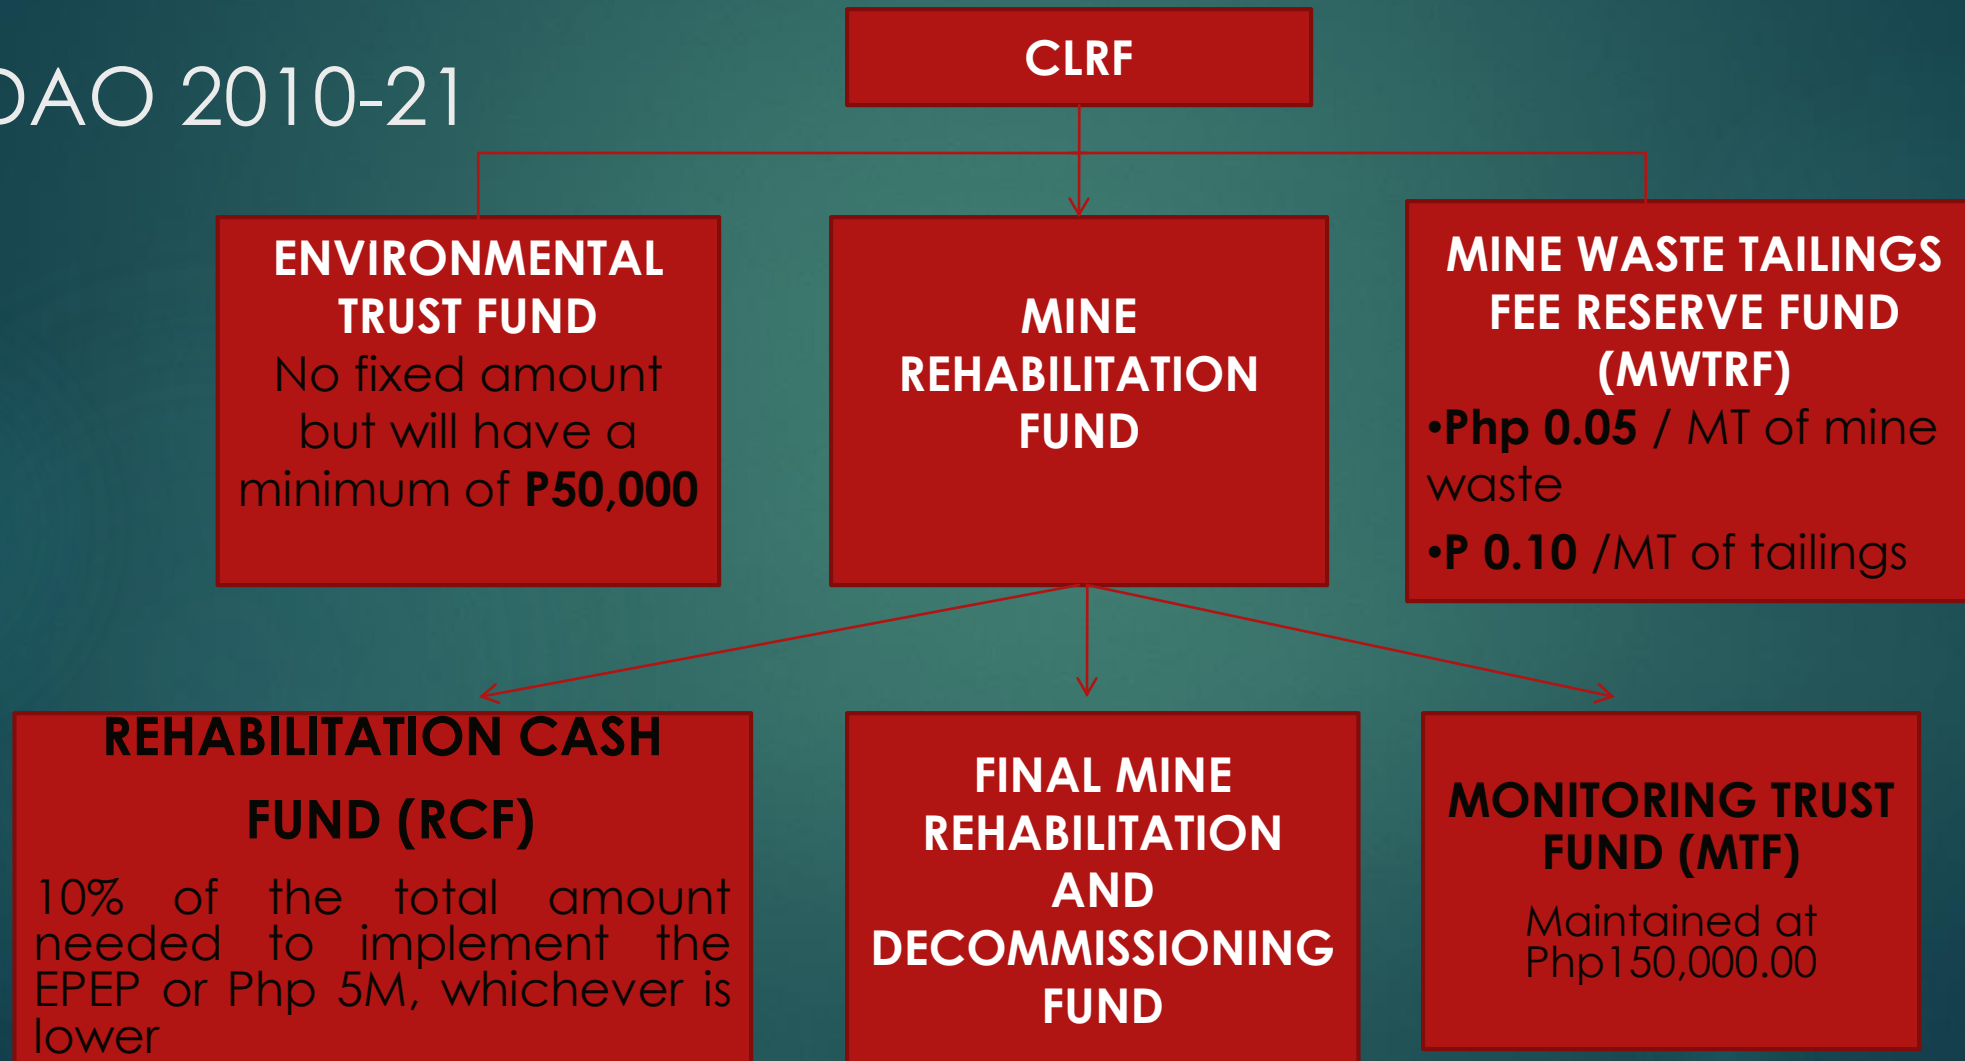 DAO 2010-21
CLRF
ENVIRONMENTAL
TRUST FUND
No fixed amount
but will have a
minimum of P50,000
MINE
REHABILITATION
FUND
MINE WASTE TAILINGS
FEE RESERVE FUND
(MWTRF)
•Php 0.05 / MT of mine
waste
•P 0.10 /MT of tailings
REHABILITATION CASH
FUND (RCF)
10% of the total amount
needed to implement the
EPEP or Php 5M, whichever is
lower
FINAL MINE
REHABILITATION
AND
DECOMMISSIONING
FUND
MONITORING TRUST
FUND (MTF)
Maintained at
Php150,000.00